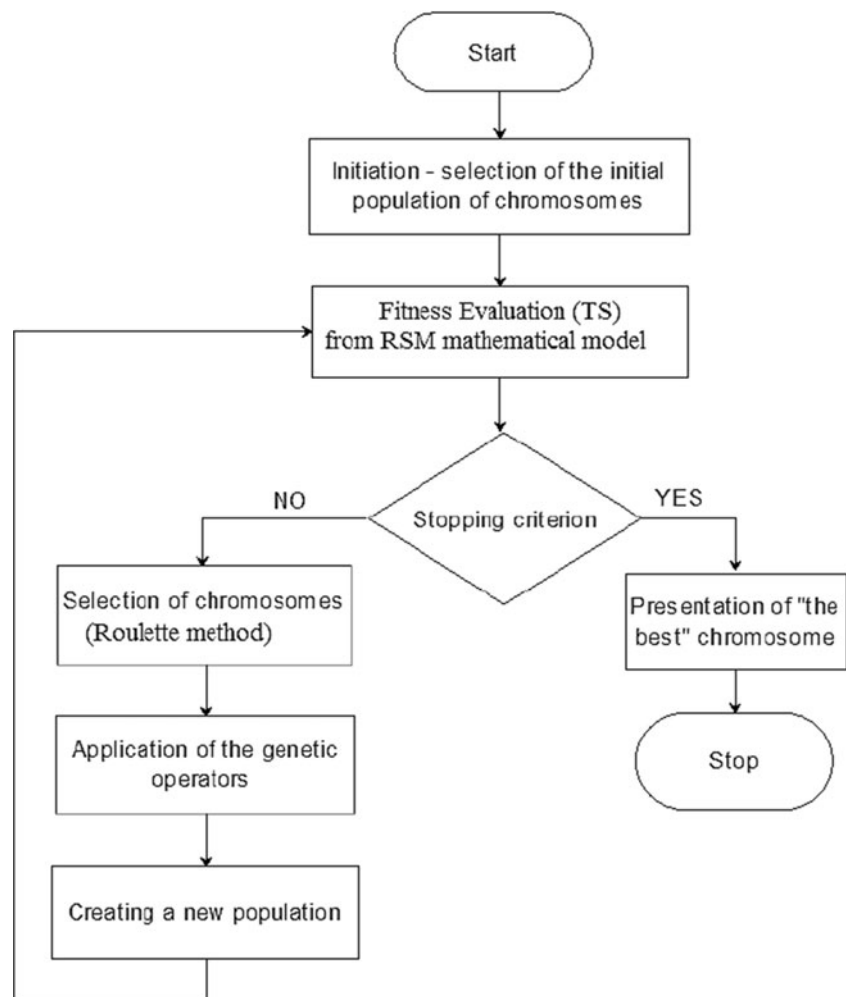 Start
Initiation - selection of the initial
population of chromosomes
Fitness Evaluation (TS)
from RSM mathematical model
Stopping criterion
NO
YES
Selection of chromosomes
(Roulette method)
Presentation of "the
best" chromosome
Application of the genetic
operators
Stop
Creating a new population